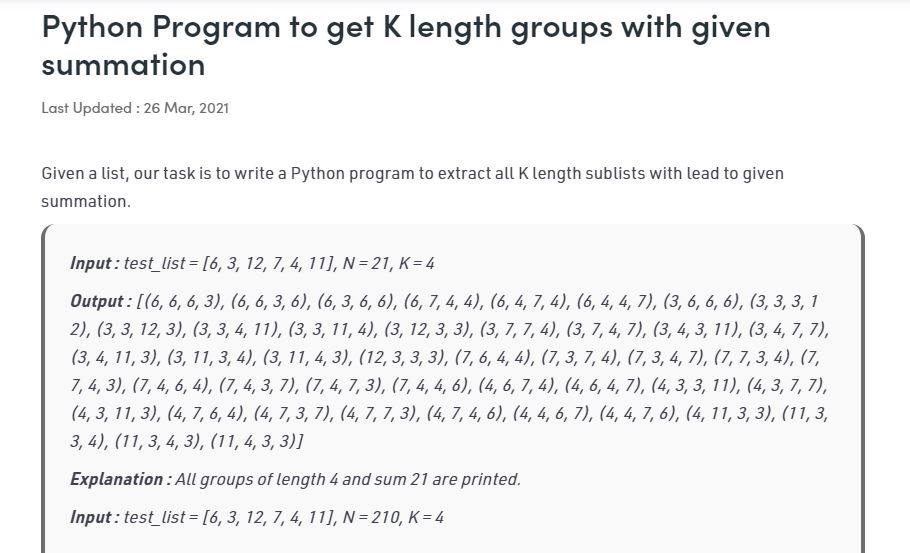 Python Program to get K length groups with given
summation
Last Updated : 26 Mar, 2021
Given a list, our task is to write a Python program to extract all K length sublists with lead to given
summation.
Input : test_list = [6, 3, 12, 7, 4, 11], N = 21, K = 4
Output : [(6, 6, 6, 3), (6, 6, 3, 6), (6, 3, 6, 6), (6, 7, 4, 4), (6, 4, 7, 4), (6, 4, 4, 7), (3, 6, 6, 6), (3, 3, 3, 1
2), (3, 3, 12, 3), (3, 3, 4, 11), (3, 3, 11, 4), (3, 12, 3, 3), (3, 7, 7, 4), (3, 7, 4, 7), (3, 4, 3, 11), (3, 4, 7, 7),
(3, 4, 11, 3), (3, 11, 3, 4), (3, 11, 4, 3), (12, 3, 3, 3), (7, 6, 4, 4), (7, 3, 7, 4), (7, 3, 4, 7), (7, 7, 3, 4), (7,
7, 4, 3), (7, 4, 6, 4), (7, 4, 3, 7), (7, 4, 7, 3), (7, 4, 4, 6), (4, 6, 7, 4), (4, 6, 4, 7), (4, 3, 3, 11), (4, 3, 7, 7),
(4, 3, 11, 3), (4, 7, 6, 4), (4, 7, 3, 7), (4, 7, 7, 3), (4, 7, 4, 6), (4, 4, 6, 7), (4, 4, 7, 6), (4, 11, 3, 3), (11, 3,
3, 4), (11, 3, 4, 3), (11, 4, 3, 3)]
Explanation : All groups of length 4 and sum 21 are printed.
Input : test_list = [6, 3, 12, 7, 4, 11], N = 210, K = 4